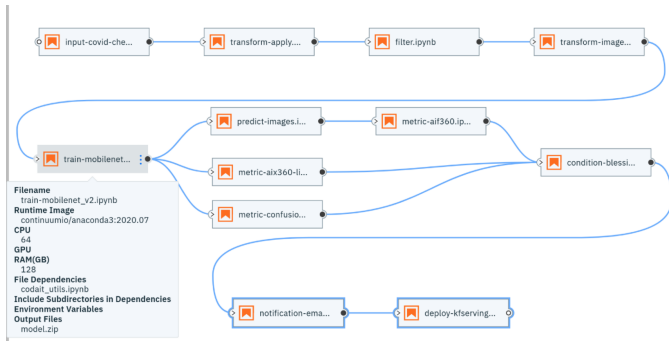 input-covid-che...
transform-apply....
filter.ipynb
transform-image...
train-mobilenet...
predict-images.i...
metric-aif360.ip...
metric-aix360-li...
metric-confusio...
condition-blessi...
Filename
train-mobilenet_v2.ipynb
Runtime Image
continuumio/anaconda3:2020.07
CPU
64
GPU
RAM(GB)
128
File Dependencies
codait_utils.ipynb
Include Subdirectories in Dependencies
Environment Variables
Output Files
model.zip
notification-ema...
deploy-kfserving...